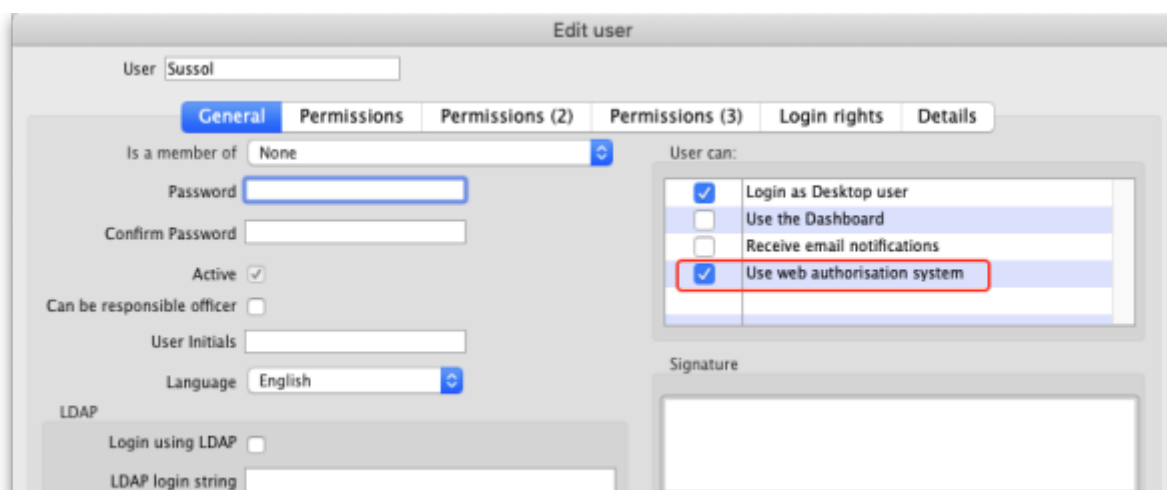 Edit user
User Sussol
General Permissions Permissions (2) Permissions (3) Login rights Details
Is a member of None
Password
Confirm Password
Active
Can be responsible officer
User Initials
Language English
LDAP
Login using LDAP
LDAP login string
User can:
Login as Desktop user
Use the Dashboard
Receive email notifications
Use web authorisation system
Signature